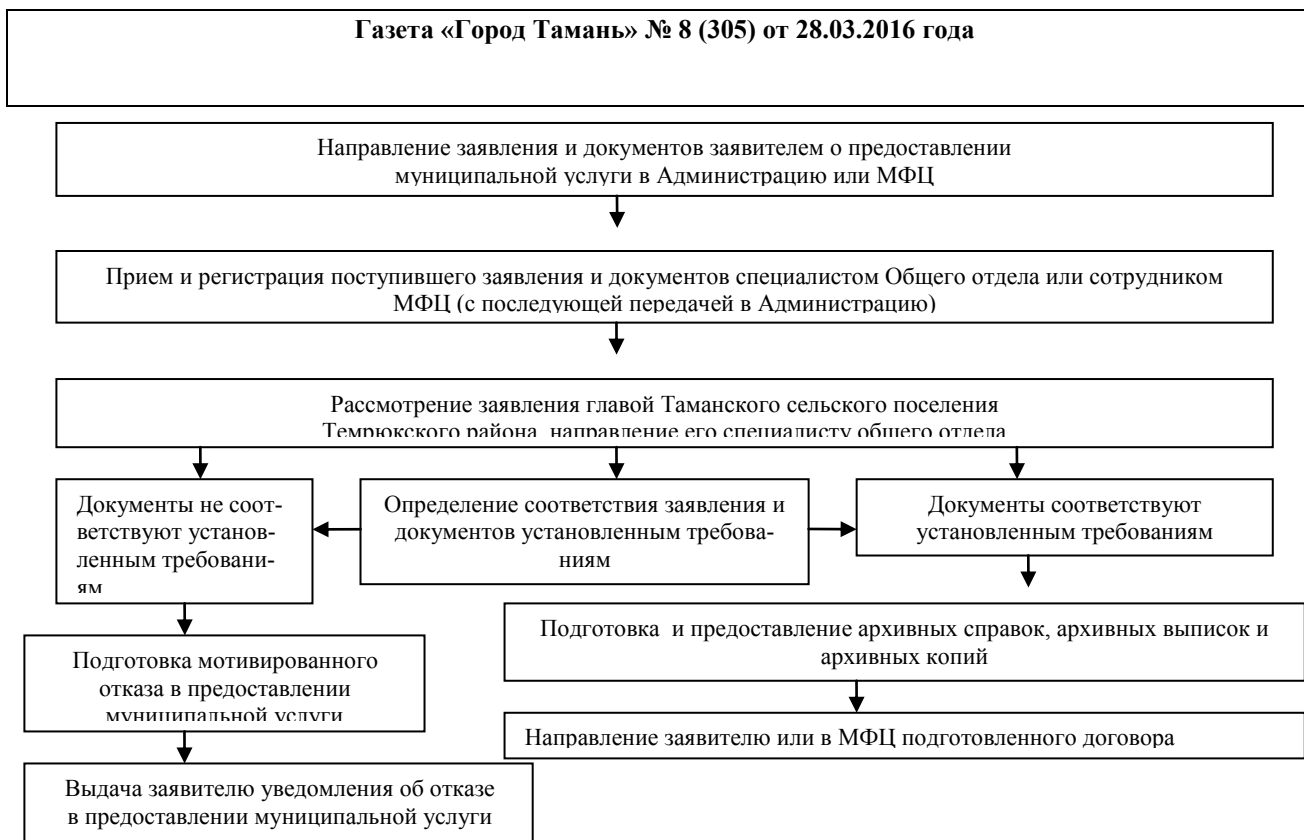 Газета «Город Тамань» № 8 (305) от 28.03.2016 года
Направление заявления и документов заявителем о предоставлении
муниципальной услуги в Администрацию или МФЦ
Прием и регистрация поступившего заявления и документов специалистом Общего отдела или сотрудником
МФЦ (с последующей передачей в Администрацию)
Рассмотрение заявления главой Таманского сельского поселения
Темрюкского района направление его специалисту общего отдела
Документы не соот-
ветствуют установ-
ленным требовани-
ям
Определение соответствия заявления и
документов установленным требова-
ниям
Документы соответствуют
установленным требованиям
Подготовка мотивированного
отказа в предоставлении
муниципальной услуги
Подготовка и предоставление архивных справок, архивных выписок и
архивных копий
Направление заявителю или в МФЦ подготовленного договора
Выдача заявителю уведомления об отказе
в предоставлении муниципальной услуги